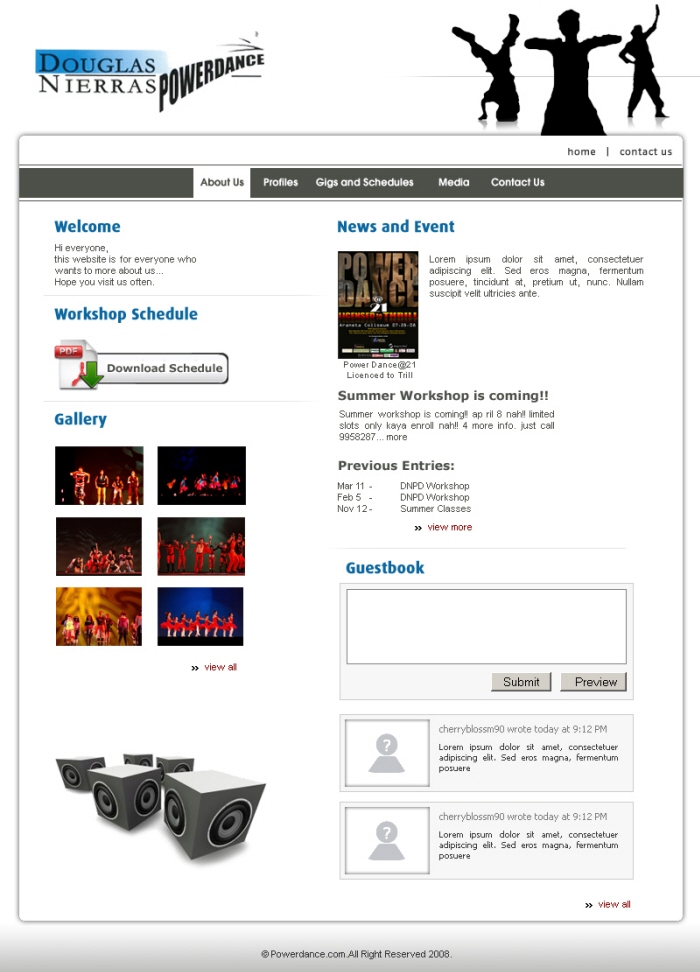 DOUGLAS
NIERRAS
POWERDANCE
home | contact us
About Us Profiles Gigs and Schedules Media Contact Us
Welcome
Hi everyone,
this website is for everyone who
wants to more about us...
Hope you visit us often.
Workshop Schedule
PDF
Download Schedule
Gallery
view all
News and Event
POWER
DANCE
@
21
LICENSED to THRILL
Araneta Coliseum
Lorem ipsum dolor sit amet, consectetuer
adipiscing elit. Sed eros magna, fermentum
posuere, tincidunt at, pretium ut, nunc. Nullam
suscipit velit ultricies ante.
Power Dance@21
Licenced to Trill
Summer Workshop is coming!!
Summer workshop is coming!! ap ril 8 nah!! limited
slots only kaya enroll nah!! 4 more info. just call
9958287... more
Previous Entries:
Mar 11 - DNPD Workshop
Feb 5 - DNPD Workshop
Nov 12 - Summer Classes
view more
Guestbook
Submit Preview
cherryblossm90 wrote today at 9:12 PM
Lorem ipsum dolor sit amet, consectetuer
adipiscing elit. Sed eros magna, fermentum
posuere
cherryblossm90 wrote today at 9:12 PM
Lorem ipsum dolor sit amet, consectetuer
adipiscing elit. Sed eros magna, fermentum
posuere
view all
©Powerdance.com.All Right Reserved 2008.